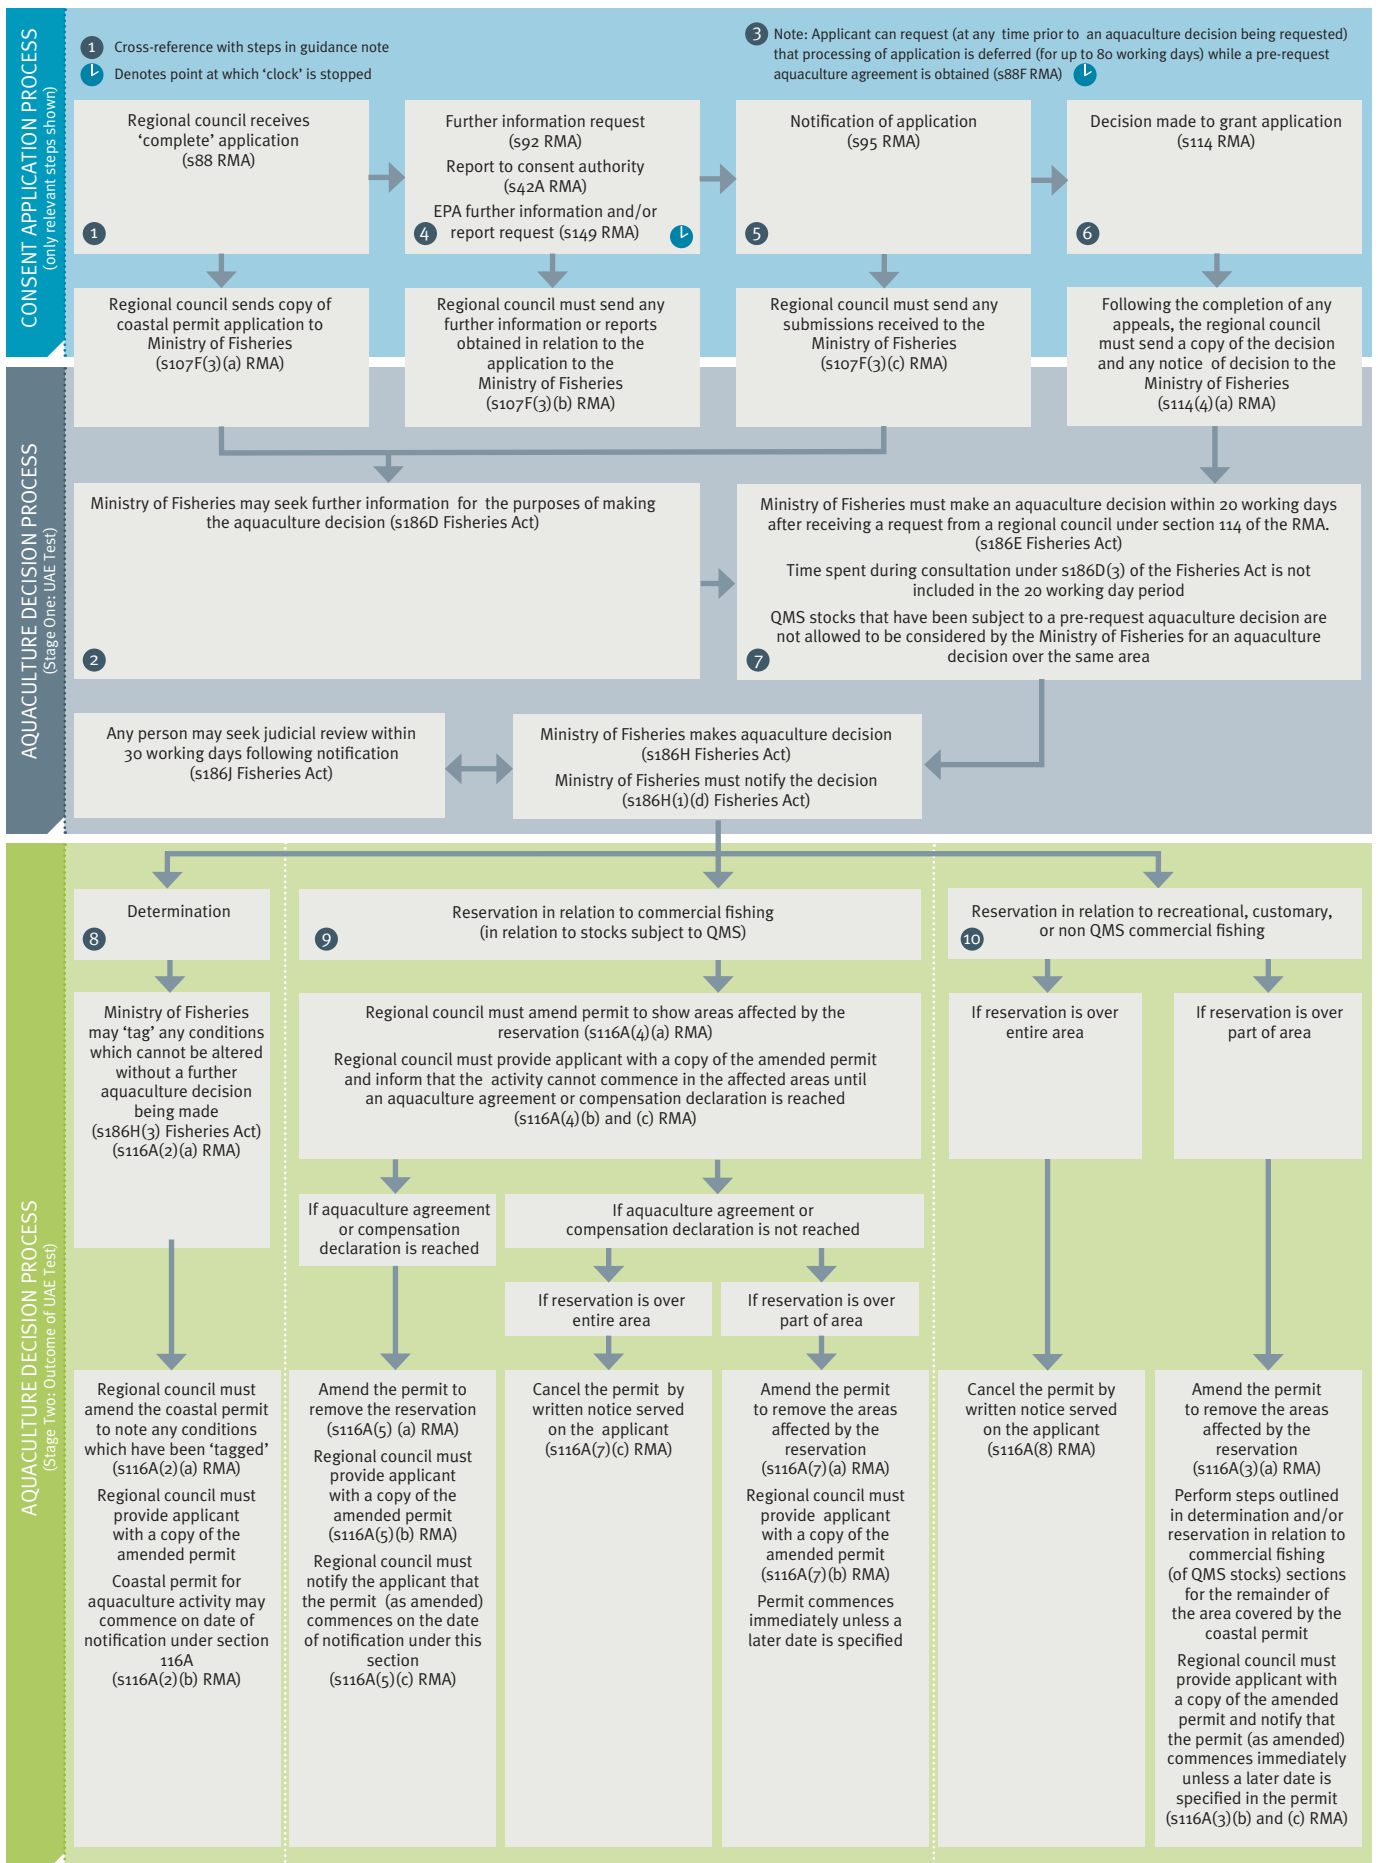 CONSENT APPLICATION PROCESS
(only relevant steps shown)
1 Cross-reference with steps in guidance note
Denotes point at which ‘clock’ is stopped
3 Note: Applicant can request (at any time prior to an aquaculture decision being requested)
that processing of application is deferred (for up to 80 working days) while a pre-request
aquaculture agreement is obtained (s88F RMA)
Regional council receives
‘complete’ application
(s88 RMA)
1
Further information request
(s92 RMA)
Report to consent authority
(s42A RMA)
EPA further information and/or
report request (s149 RMA)
4
Notification of application
(s95 RMA)
5
Decision made to grant application
(s114 RMA)
6
Regional council sends copy of
coastal permit application to
Ministry of Fisheries
(s107F(3)(a) RMA)
Regional council must send any
further information or reports
obtained in relation to the
application to the
Ministry of Fisheries
(s107F(3)(b) RMA)
Regional council must send any
submissions received to the
Ministry of Fisheries
(s107F(3)(c) RMA)
Following the completion of any
appeals, the regional council
must send a copy of the decision
and any notice of decision to the
Ministry of Fisheries
(s114(4)(a) RMA)
AQUACULTURE DECISION PROCESS
(Stage One: UAE Test)
Ministry of Fisheries may seek further information for the purposes of making
the aquaculture decision (s186D Fisheries Act)
2
Ministry of Fisheries must make an aquaculture decision within 20 working days
after receiving a request from a regional council under section 114 of the RMA.
(s186E Fisheries Act)
Time spent during consultation under s186D(3) of the Fisheries Act is not
included in the 20 working day period
QMS stocks that have been subject to a pre-request aquaculture decision are
not allowed to be considered by the Ministry of Fisheries for an aquaculture
decision over the same area
7
Any person may seek judicial review within
30 working days following notification
(s186J Fisheries Act)
Ministry of Fisheries makes aquaculture decision
(s186H Fisheries Act)
Ministry of Fisheries must notify the decision
(s186H(1)(d) Fisheries Act)
AQUACULTURE DECISION PROCESS
(Stage Two: Outcome of UAE Test)
Determination
8
Reservation in relation to commercial fishing
(in relation to stocks subject to QMS)
9
Reservation in relation to recreational, customary,
or non QMS commercial fishing
10
Ministry of Fisheries
may ‘tag’ any conditions
which cannot be altered
without a further
aquaculture decision
being made
(s186H(3) Fisheries Act)
(s116A(2)(a) RMA)
Regional council must amend permit to show areas affected by the
reservation (s116A(4)(a) RMA)
Regional council must provide applicant with a copy of the amended permit
and inform that the activity cannot commence in the affected areas until
an aquaculture agreement or compensation declaration is reached
(s116A(4)(b) and (c) RMA)
If reservation is over
entire area
If reservation is over
part of area
If aquaculture agreement
or compensation
declaration is reached
If aquaculture agreement or
compensation declaration is not reached
If reservation is over
entire area
If reservation is over
part of area
Regional council must
amend the coastal permit
to note any conditions
which have been ‘tagged’
(s116A(2)(a) RMA)
Regional council must
provide applicant
with a copy of the
amended permit
Coastal permit for
aquaculture activity may
commence on date of
notification under section
116A
(s116A(2)(b) RMA)
Amend the permit to
remove the reservation
(s116A(5) (a) RMA)
Regional council must
provide applicant
with a copy of the
amended permit
(s116A(5)(b) RMA)
Regional council must
notify the applicant that
the permit (as amended)
commences on the date
of notification under this
section
(s116A(5)(c) RMA)
Cancel the permit by
written notice served
on the applicant
(s116A(7)(c) RMA)
Amend the permit
to remove the areas
affected by the
reservation
(s116A(7)(a) RMA)
Regional council must
provide applicant
with a copy of the
amended permit
(s116A(7)(b) RMA)
Permit commences
immediately unless a
later date is specified
Cancel the permit by
written notice served
on the applicant
(s116A(8) RMA)
Amend the permit
to remove the areas
affected by the
reservation
(s116A(3)(a) RMA)
Perform steps outlined
in determination and/or
reservation in relation to
commercial fishing
(of QMS stocks) sections
for the remainder of
the area covered by the
coastal permit
Regional council must
provide applicant with
a copy of the amended
permit and notify that
the permit (as amended)
commences immediately
unless a later date is
specified in the permit
(s116A(3)(b) and (c) RMA)